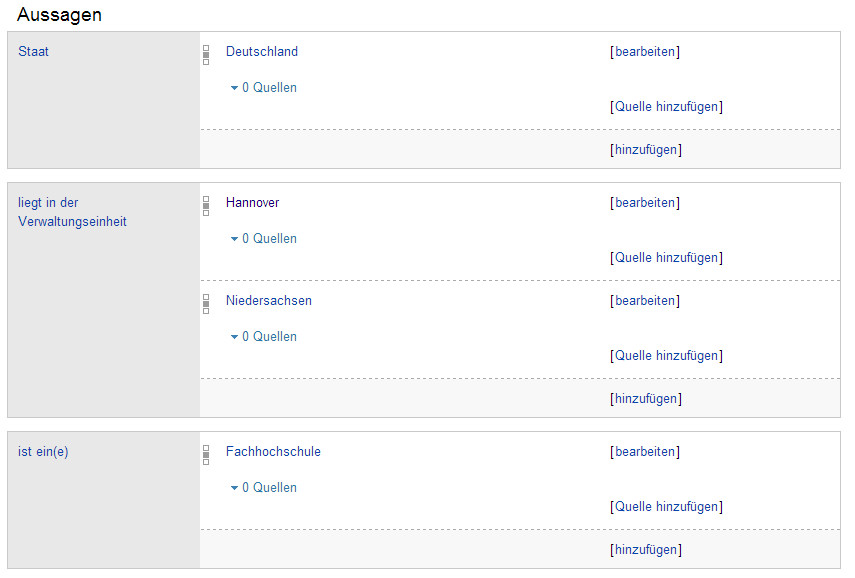 Aussagen
Staat
Deutschland
[bearbeiten]
0 Quellen
[Quelle hinzufügen]
[hinzufügen]
liegt in der
Verwaltungseinheit
Hannover
[bearbeiten]
0 Quellen
[Quelle hinzufügen]
Niedersachsen
[bearbeiten]
0 Quellen
[Quelle hinzufügen]
[hinzufügen]
ist ein(e)
Fachhochschule
[bearbeiten]
0 Quellen
[Quelle hinzufügen]
[hinzufügen]